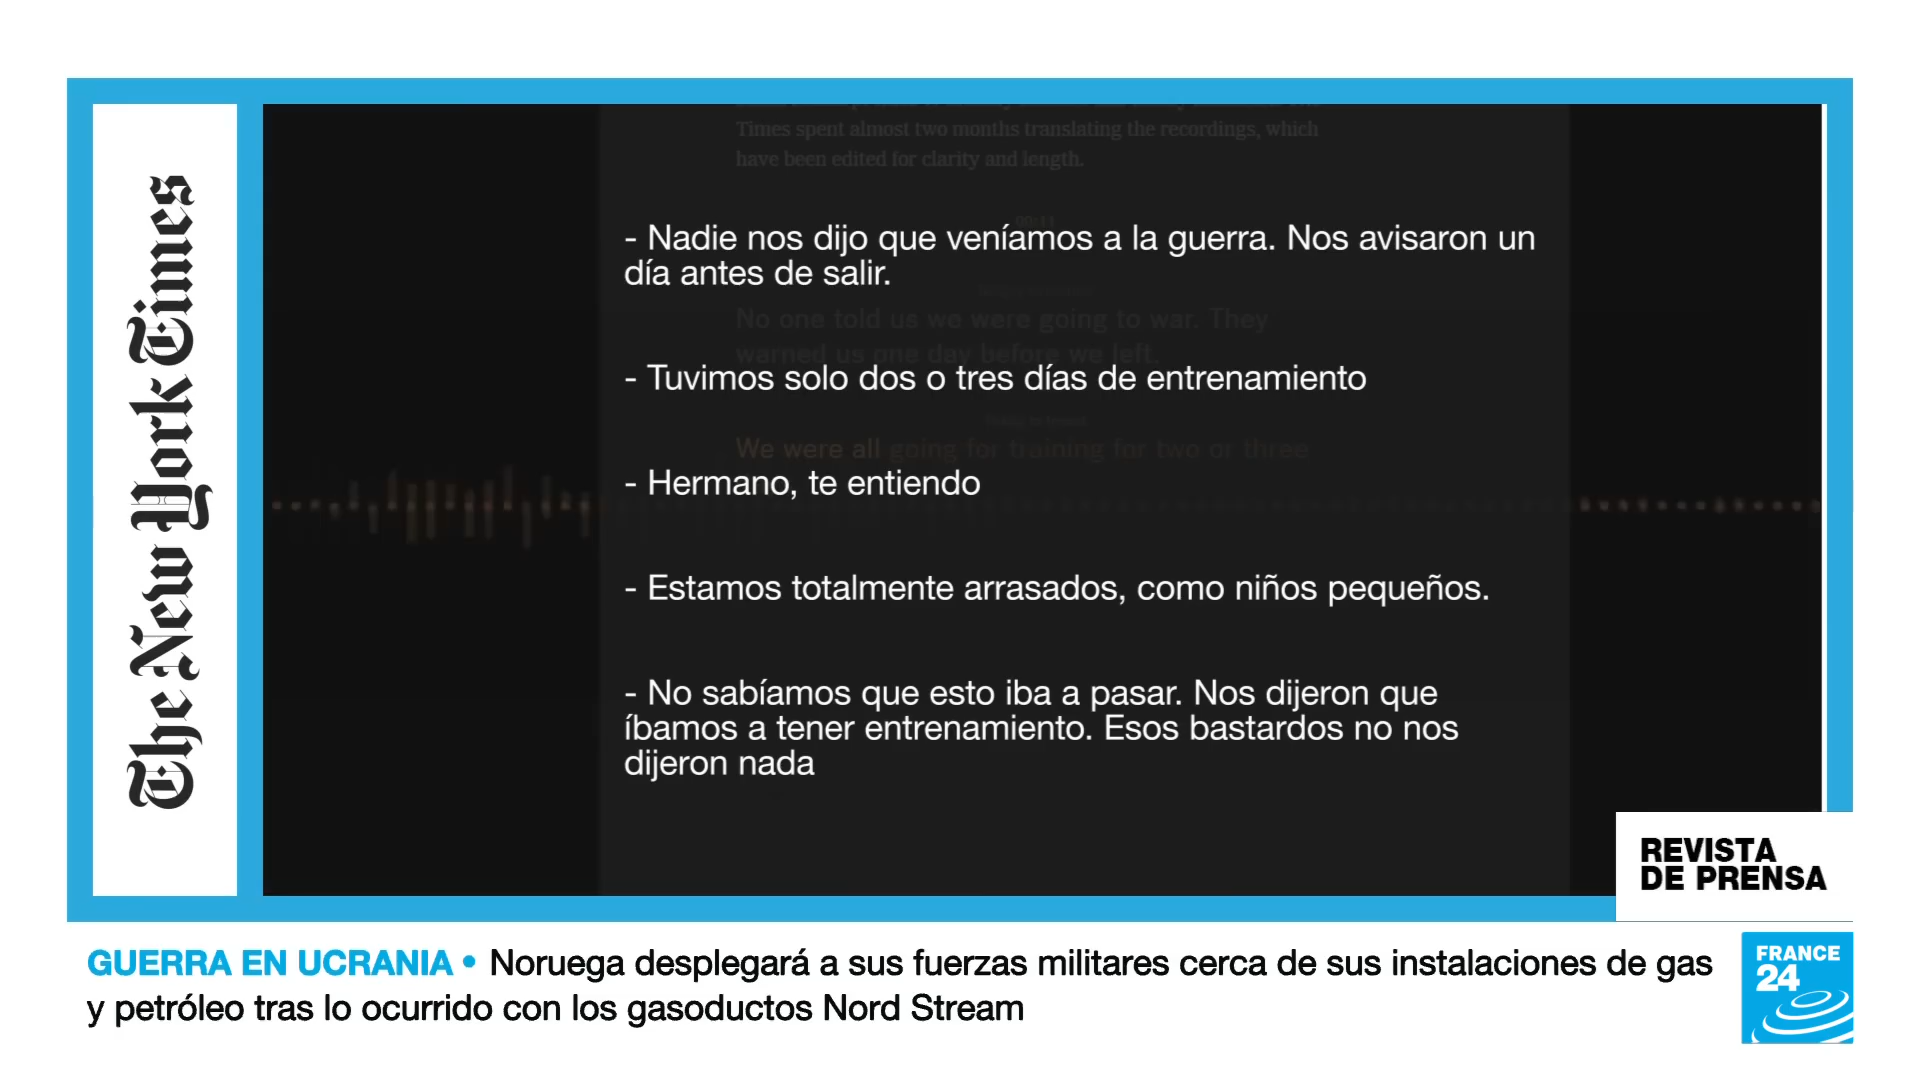 The New York Times
Times spent almost two months translating the recordings, which
have been edited for clarity and length.
- Nadie nos dijo que veníamos a la guerra. Nos avisaron un
día antes de salir.
No one told us we were going to war. They
warned us one day before we left.
- Tuvimos solo dos o tres días de entrenamiento
We were all going for training for two or three
- Hermano, te entiendo
- Estamos totalmente arrasados, como niños pequeños.
- No sabíamos que esto iba a pasar. Nos dijeron que
íbamos a tener entrenamiento. Esos bastardos no nos
dijeron nada
REVISTA
DE PRENSA
GUERRA EN UCRANIA • Noruega desplegará a sus fuerzas militares cerca de sus instalaciones de gas
y petróleo tras lo ocurrido con los gasoductos Nord Stream
FRANCE
24